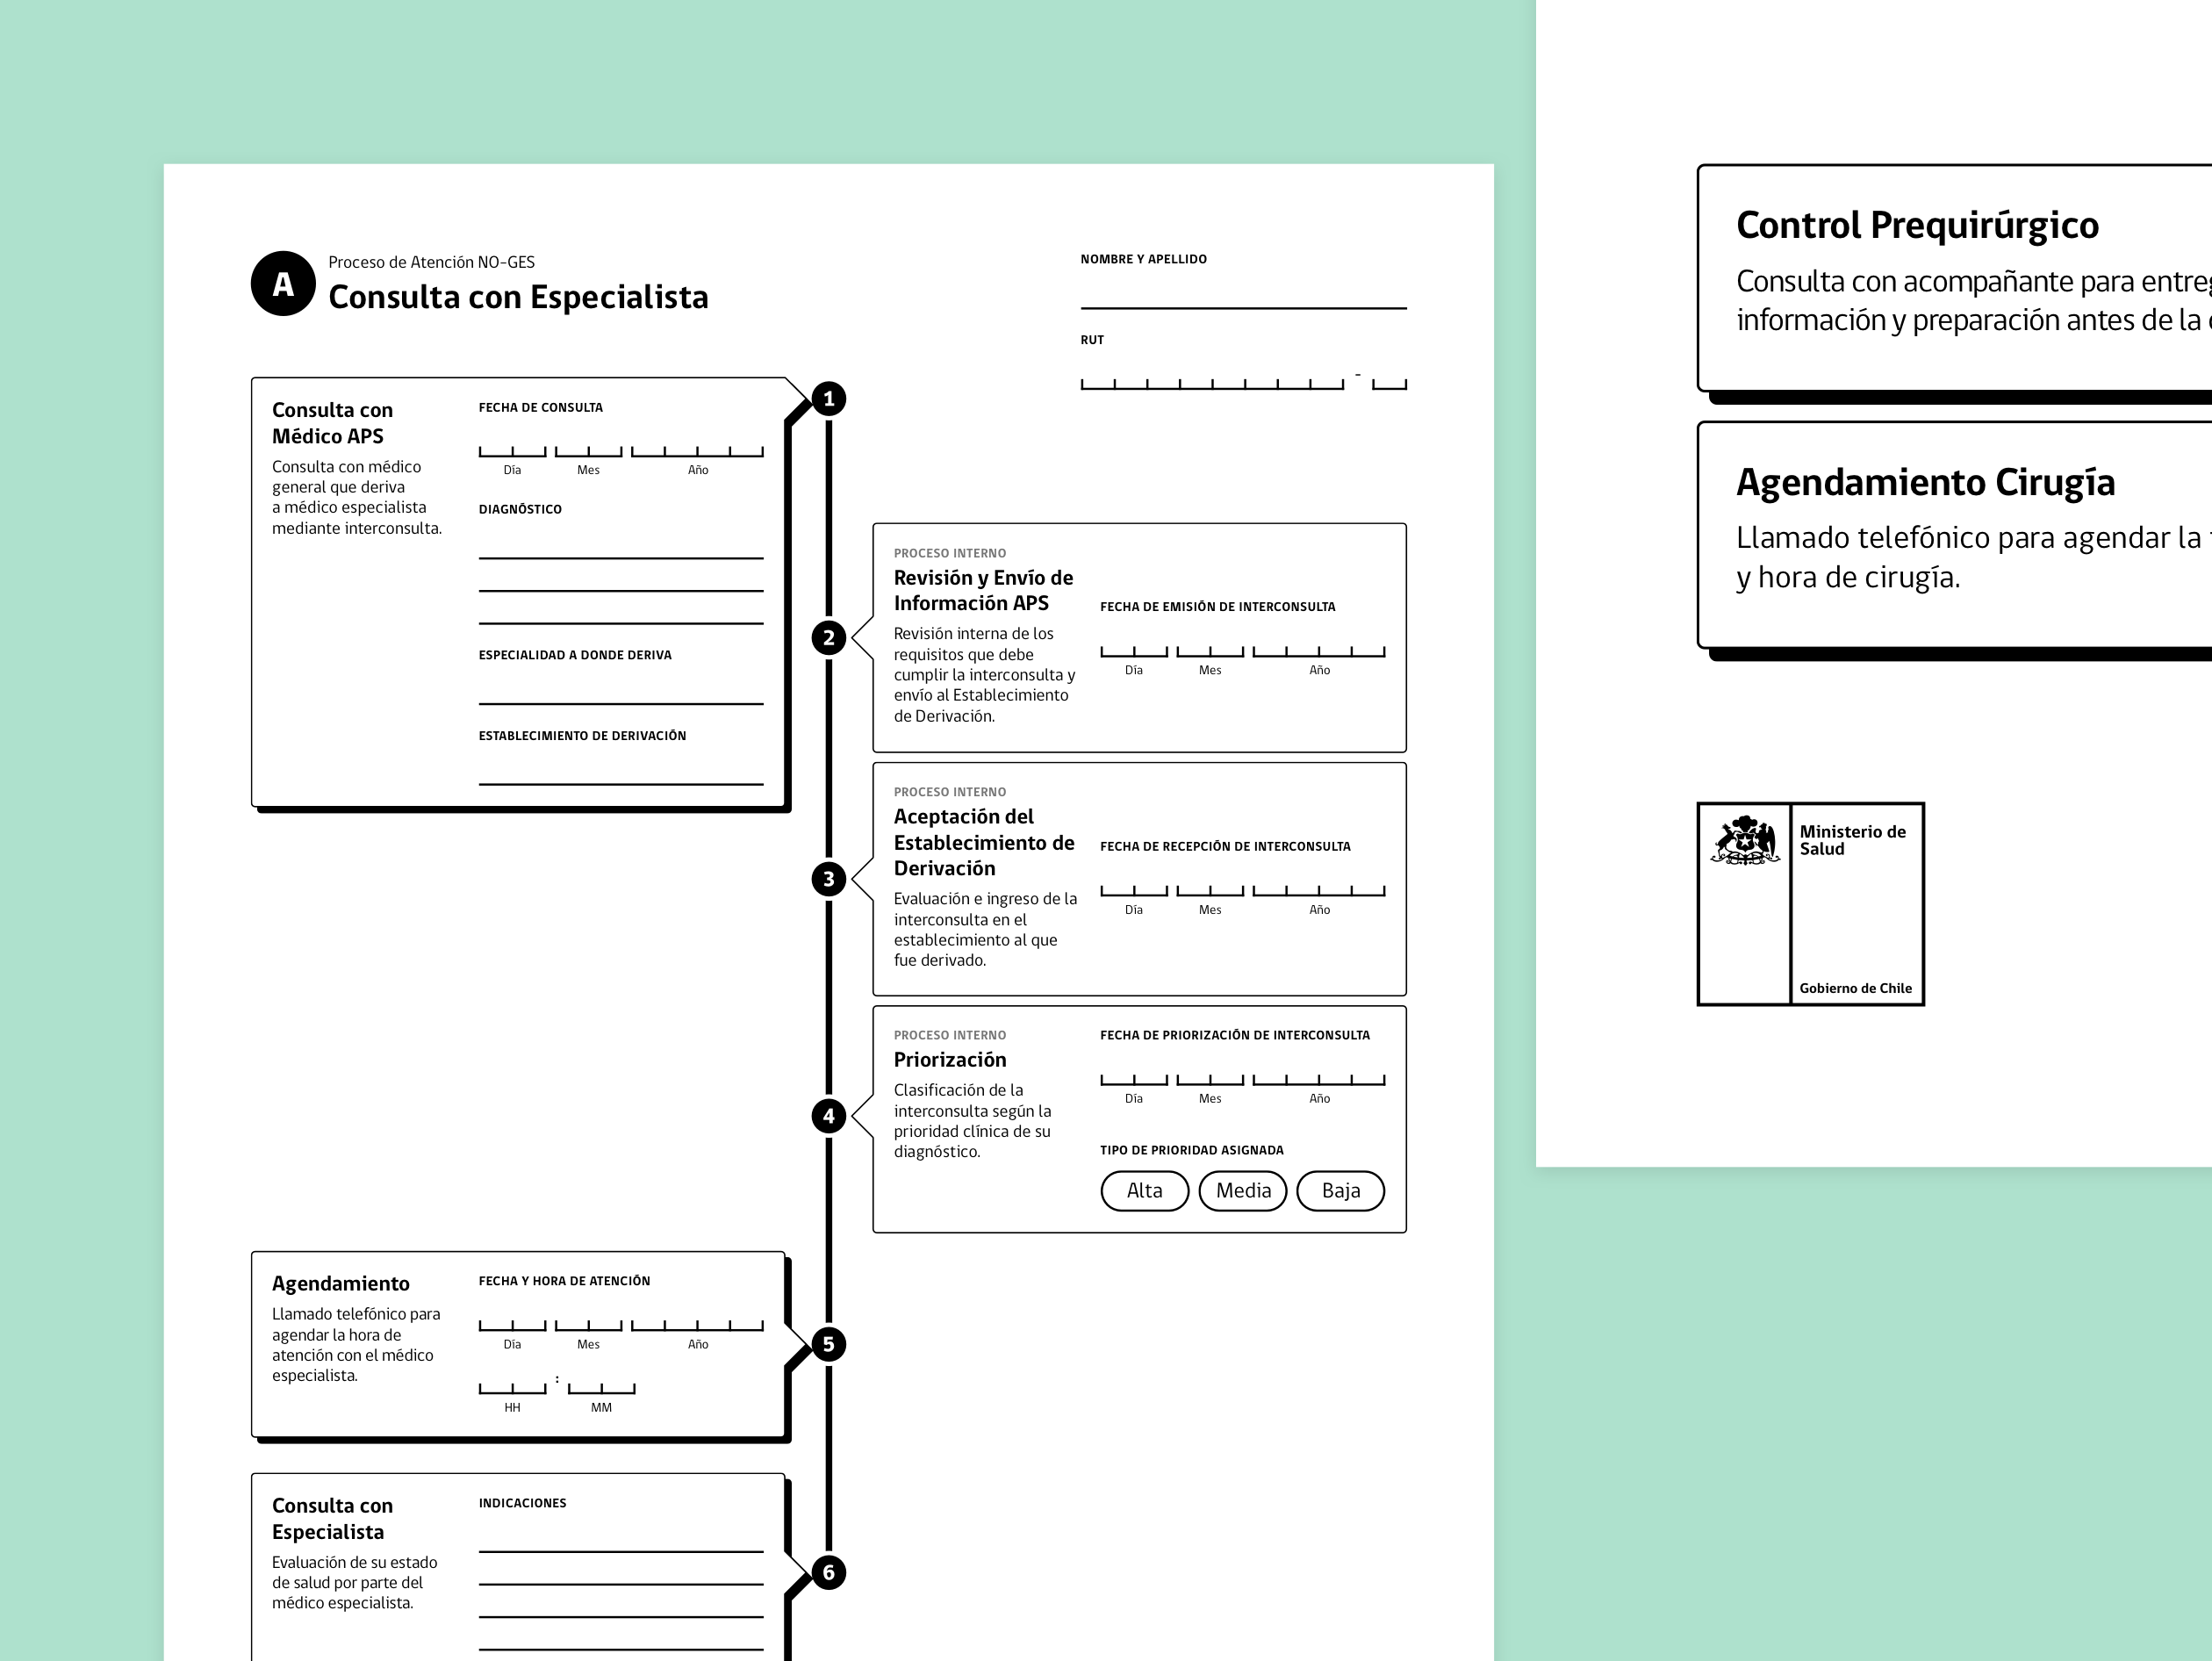 A
Proceso de Atención NO-GES
Consulta con Especialista
NOMBRE Y APELLIDO
RUT
-
1
Consulta con
Médico APS
Consulta con médico
general que deriva
a médico especialista
mediante interconsulta.
FECHA DE CONSULTA
Día Mes Año
DIAGNÓSTICO
ESPECIALIDAD A DONDE DERIVA
ESTABLECIMIENTO DE DERIVACIÓN
2
PROCESO INTERNO
Revisión y Envío de
Información APS
Revisión interna de los
requisitos que debe
cumplir la interconsulta y
envío al Establecimiento
de Derivación.
FECHA DE EMISIÓN DE INTERCONSULTA
Día Mes Año
3
PROCESO INTERNO
Aceptación del
Establecimiento de
Derivación
Evaluación e ingreso de la
interconsulta en el
establecimiento al que
fue derivado.
FECHA DE RECEPCIÓN DE INTERCONSULTA
Día Mes Año
4
PROCESO INTERNO
Priorización
Clasificación de la
interconsulta según la
prioridad clínica de su
diagnóstico.
FECHA DE PRIORIZACIÓN DE INTERCONSULTA
Día Mes Año
TIPO DE PRIORIDAD ASIGNADA
Alta Media Baja
5
Agendamiento
Llamado telefónico para
agendar la hora de
atención con el médico
especialista.
FECHA Y HORA DE ATENCIÓN
Día Mes Año
:
HH MM
6
Consulta con
Especialista
Evaluación de su estado
de salud por parte del
médico especialista.
INDICACIONES
Control Prequirúrgico
Consulta con acompañante para
información y preparación antes de la
Agendamiento Cirugía
Llamado telefónico para agendar la
y hora de cirugía.
Ministerio de
Salud
Gobierno de Chile